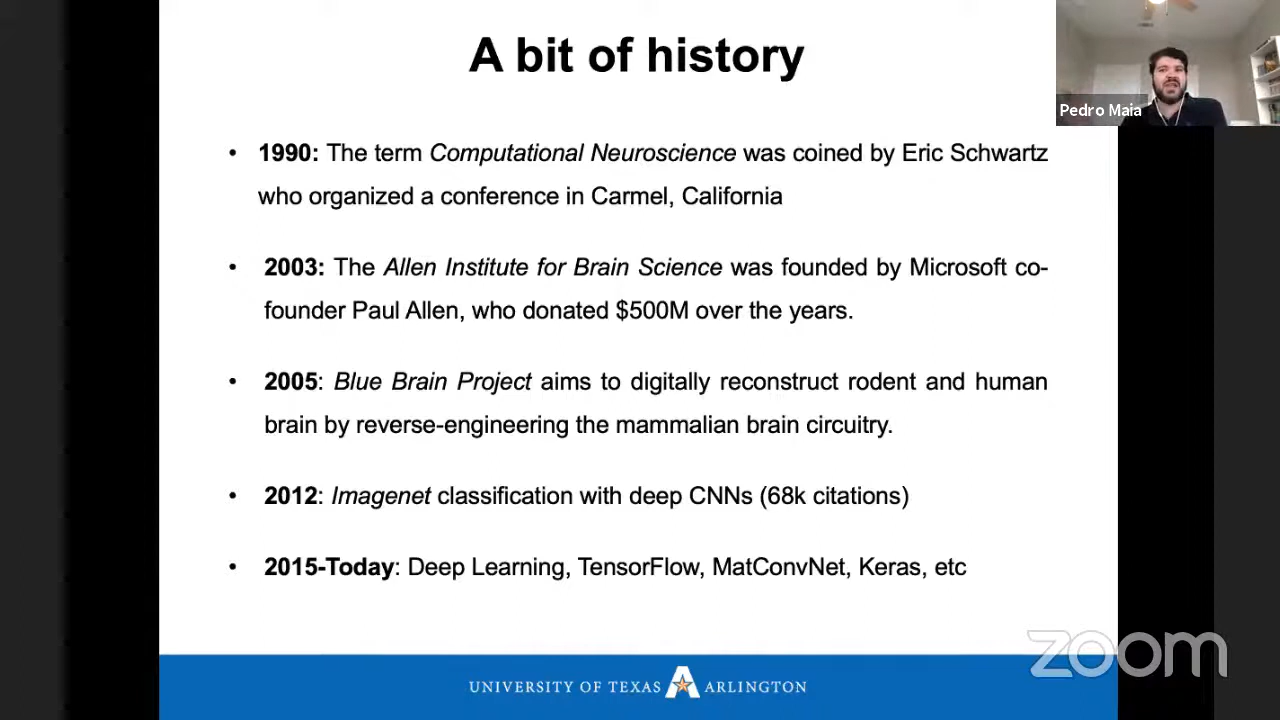 A bit of history
Pedro Maia
• 1990: The term Computational Neuroscience was coined by Eric Schwartz
who organized a conference in Carmel, California
• 2003: The Allen Institute for Brain Science was founded by Microsoft co-
founder Paul Allen, who donated $500M over the years.
• 2005: Blue Brain Project aims to digitally reconstruct rodent and human
brain by reverse-engineering the mammalian brain circuitry.
• 2012: Imagenet classification with deep CNNs (68k citations)
• 2015-Today: Deep Learning, TensorFlow, MatConvNet, Keras, etc
zoom
UNIVERSITY OF TEXAS A ARLINGTON